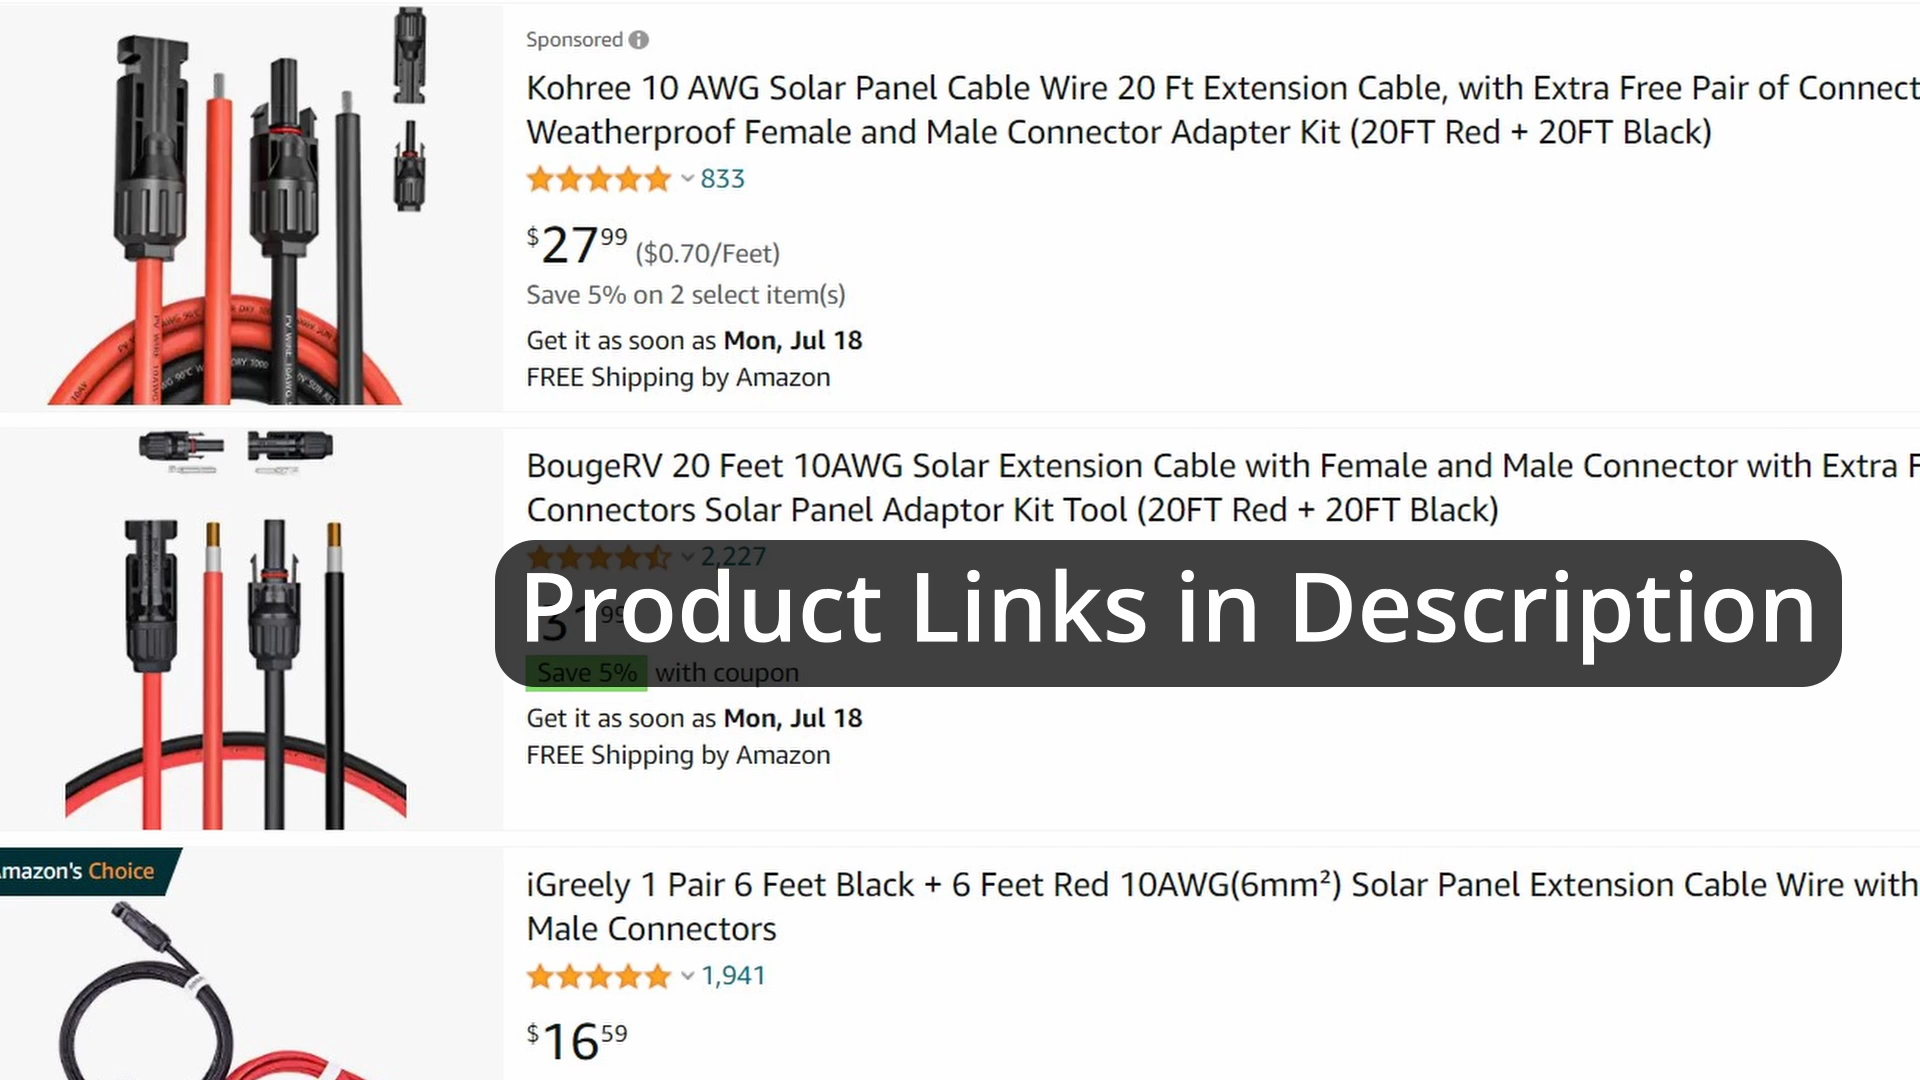 Sponsored
Kohree 10 AWG Solar Panel Cable Wire 20 Ft Extension Cable, with Extra Free Pair of Connect
Weatherproof Female and Male Connector Adapter Kit (20FT Red + 20FT Black)
833
$27.99 ($0.70/Feet)
Save 5% on 2 select item(s)
Get it as soon as Mon, Jul 18
FREE Shipping by Amazon
BougeRV 20 Feet 10AWG Solar Extension Cable with Female and Male Connector with Extra F
Connectors Solar Panel Adaptor Kit Tool (20FT Red + 20FT Black)
2,227
Product Links in Description
Save 5% with coupon
Get it as soon as Mon, Jul 18
FREE Shipping by Amazon
mazon's Choice
iGreely 1 Pair 6 Feet Black + 6 Feet Red 10AWG(6mm²) Solar Panel Extension Cable Wire with
Male Connectors
1,941
$16.59